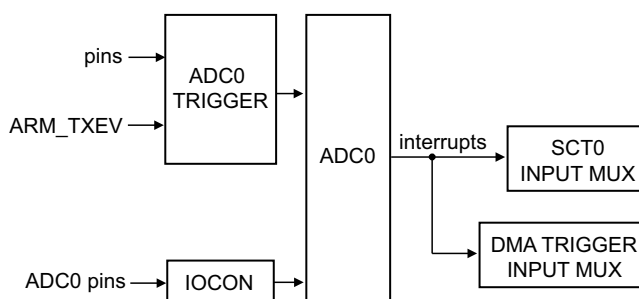 pins
ADC0
TRIGGER
ARM_TXEV
ADC0
interrupts
SCT0
INPUT MUX
DMA TRIGGER
INPUT MUX
ADC0 pins
IOCON